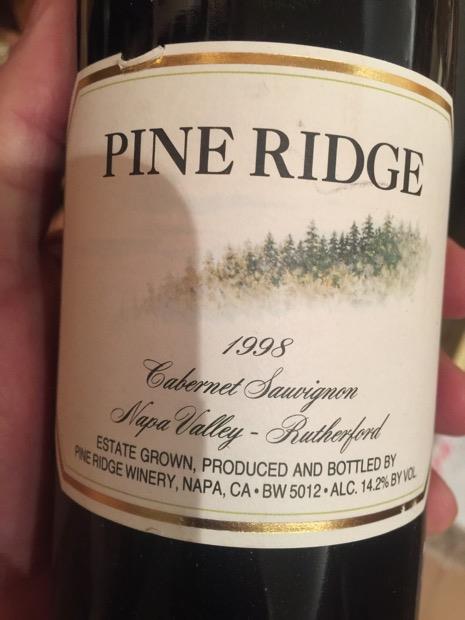 PINE RIDGE
1998
Cabernet Sauvignon
Napa Valley - Rutherford
ESTATE GROWN, PRODUCED AND BOTTLED BY
PINE RIDGE WINERY, NAPA, CA • BW 5012 • ALC. 14.2% BY VOL.